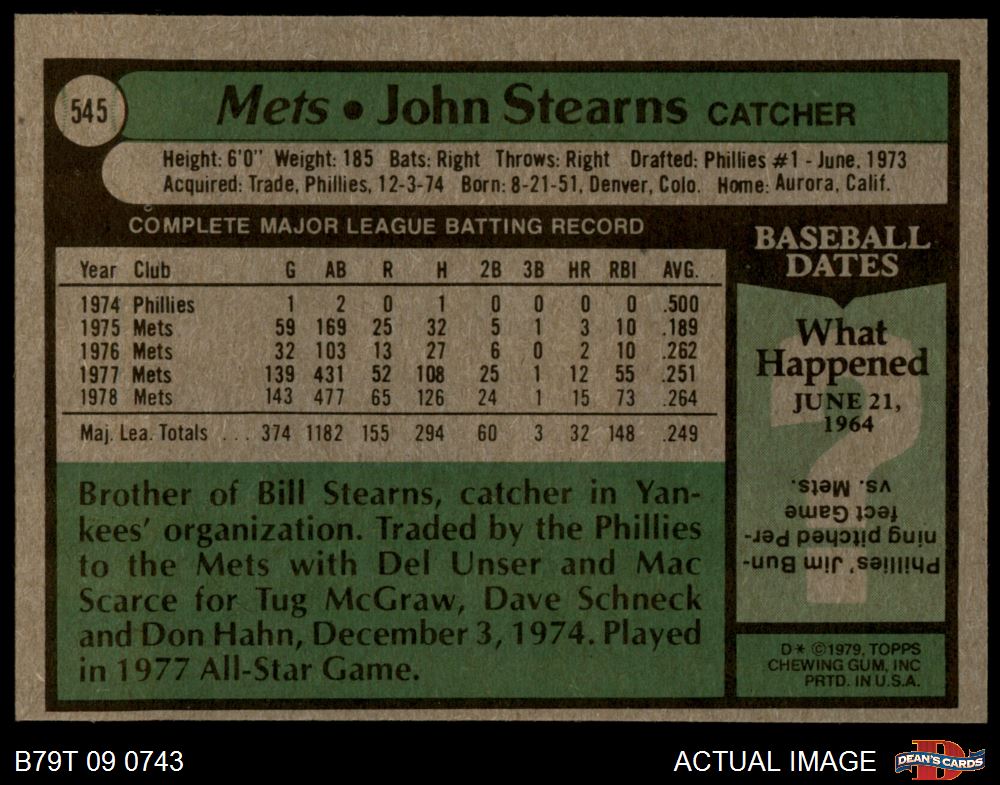 545
Mets • John Stearns CATCHER
Height: 6'0" Weight: 185 Bats: Right Throws: Right Drafted: Phillies #1 - June, 1973
Acquired: Trade, Phillies, 12-3-74 Born: 8-21-51, Denver, Colo. Home: Aurora, Calif.
COMPLETE MAJOR LEAGUE BATTING RECORD
Year Club G AB R H 2B 3B HR RBI AVG.
1974 Phillies 1 2 0 1 0 0 0 0 .500
1975 Mets 59 169 25 32 5 1 3 10 .189
1976 Mets 32 103 13 27 6 0 2 10 .262
1977 Mets 139 431 52 108 25 1 12 55 .251
1978 Mets 143 477 65 126 24 1 15 73 .264
Maj. Lea. Totals ... 374 1182 155 294 60 3 32 148 .249
Brother of Bill Stearns, catcher in Yan-
kees' organization. Traded by the Phillies
to the Mets with Del Unser and Mac
Scarce for Tug McGraw, Dave Schneck
and Don Hahn, December 3, 1974. Played
in 1977 All-Star Game.
BASEBALL
DATES
What
Happened
JUNE 21,
1964
?
Phillies' Jim Bun-
ning pitched Per-
fect Game
vs. Mets.
D* ©1979, TOPPS
CHEWING GUM, INC
PRTD. IN U.S.A.
B79T 09 0743
ACTUAL IMAGE
DEAN'S CARDS